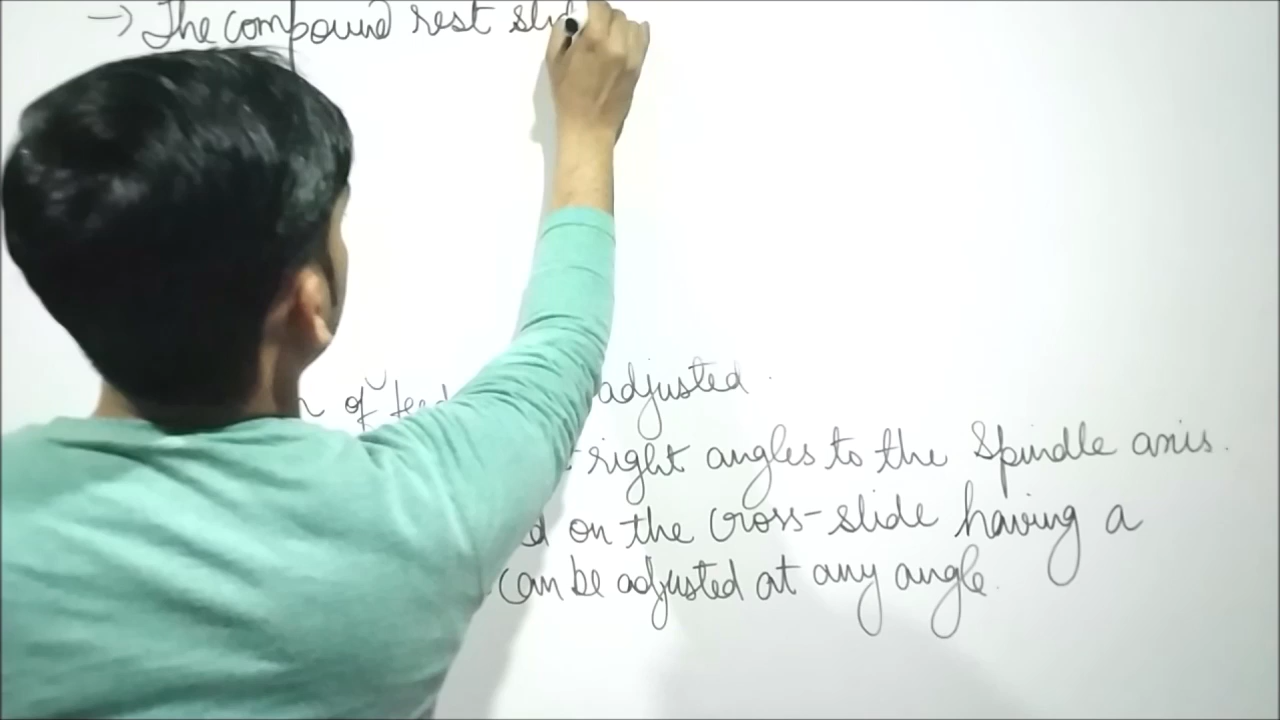 → The compound rest
of feed adjusted.
right angles to the Spindle axis.
on the cross-slide having a
can be adjusted at any angle.